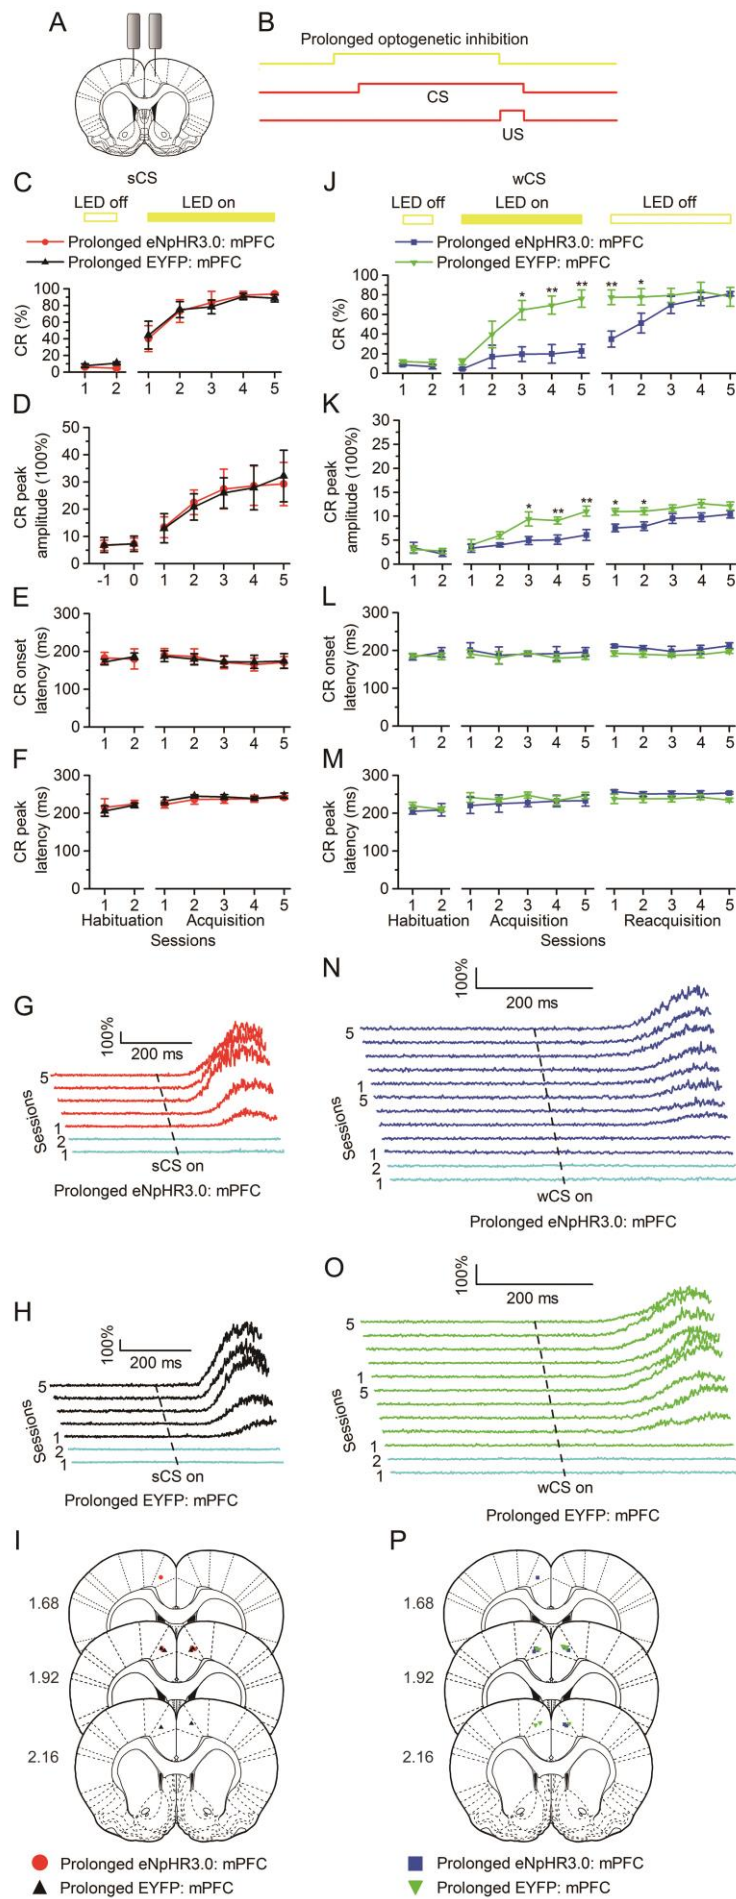 A
B
Prolonged optogenetic inhibition
CS
US
sCS
wCS
C
LED off
LED on
Prolonged eNpHR3.0: mPFC
Prolonged EYFP: mPFC
CR (%)
100
80
60
40
20
0
1 2 1 2 3 4 5
D
CR peak
amplitude (100%)
50
40
30
20
10
0
-1 0 1 2 3 4 5
E
CR onset
latency (ms)
300
200
100
0
1 2 1 2 3 4 5
F
CR peak
latency (ms)
300
200
100
0
1 2 1 2 3 4 5
Habituation Acquisition
Sessions
J
LED off
LED on
LED off
Prolonged eNpHR3.0: mPFC
Prolonged EYFP: mPFC
CR (%)
100
80
60
40
20
0
* ** ** ** *
1 2 1 2 3 4 5 1 2 3 4 5
K
CR peak
amplitude (100%)
30
25
20
15
10
5
0
* ** ** * *
1 2 1 2 3 4 5 1 2 3 4 5
L
CR onset
latency (ms)
300
200
100
0
1 2 1 2 3 4 5 1 2 3 4 5
M
CR peak
latency (ms)
300
200
100
0
1 2 1 2 3 4 5 1 2 3 4 5
Habituation Acquisition Reacquisition
Sessions
G
100%
200 ms
Sessions
5
1
2
1
sCS on
Prolonged eNpHR3.0: mPFC
H
100%
200 ms
Sessions
5
1
2
1
sCS on
Prolonged EYFP: mPFC
N
100%
200 ms
Sessions
5
1
5
1
2
1
wCS on
Prolonged eNpHR3.0: mPFC
O
100%
200 ms
Sessions
5
1
5
1
2
1
wCS on
Prolonged EYFP: mPFC
I
1.68
1.92
2.16
Prolonged eNpHR3.0: mPFC
Prolonged EYFP: mPFC
P
1.68
1.92
2.16
Prolonged eNpHR3.0: mPFC
Prolonged EYFP: mPFC